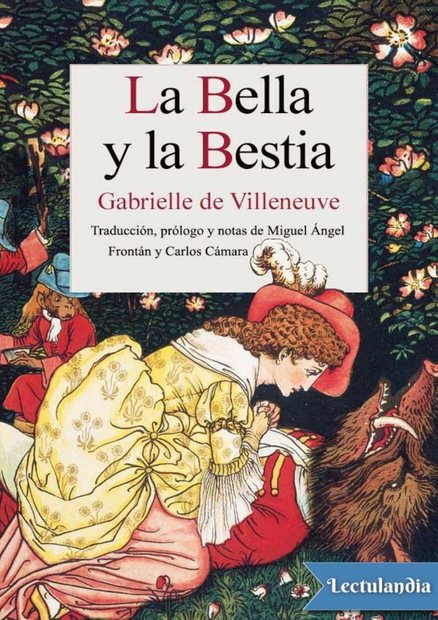 La Bella
y la Bestia
Gabrielle de Villeneuve
Traducción, prólogo y notas de Miguel Ángel
Frontán y Carlos Cámara
Lectulandia